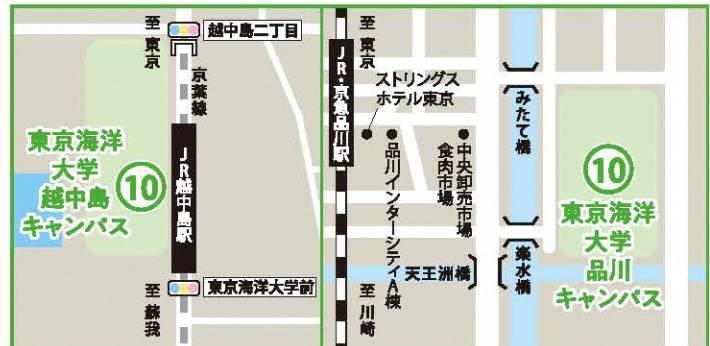 至東京
越中島二丁目
京葉線
東京海洋
大学
越中島
キャンパス
⑩
JR越中島駅
東京海洋大学前
至蘇我
至東京
JR・京急品川駅
ストリングス
ホテル東京
品川インターシティA棟
中央卸売市場
食肉市場
みたて橋
⑩
東京海洋
大学
品川
キャンパス
楽水橋
天王洲橋
至川崎